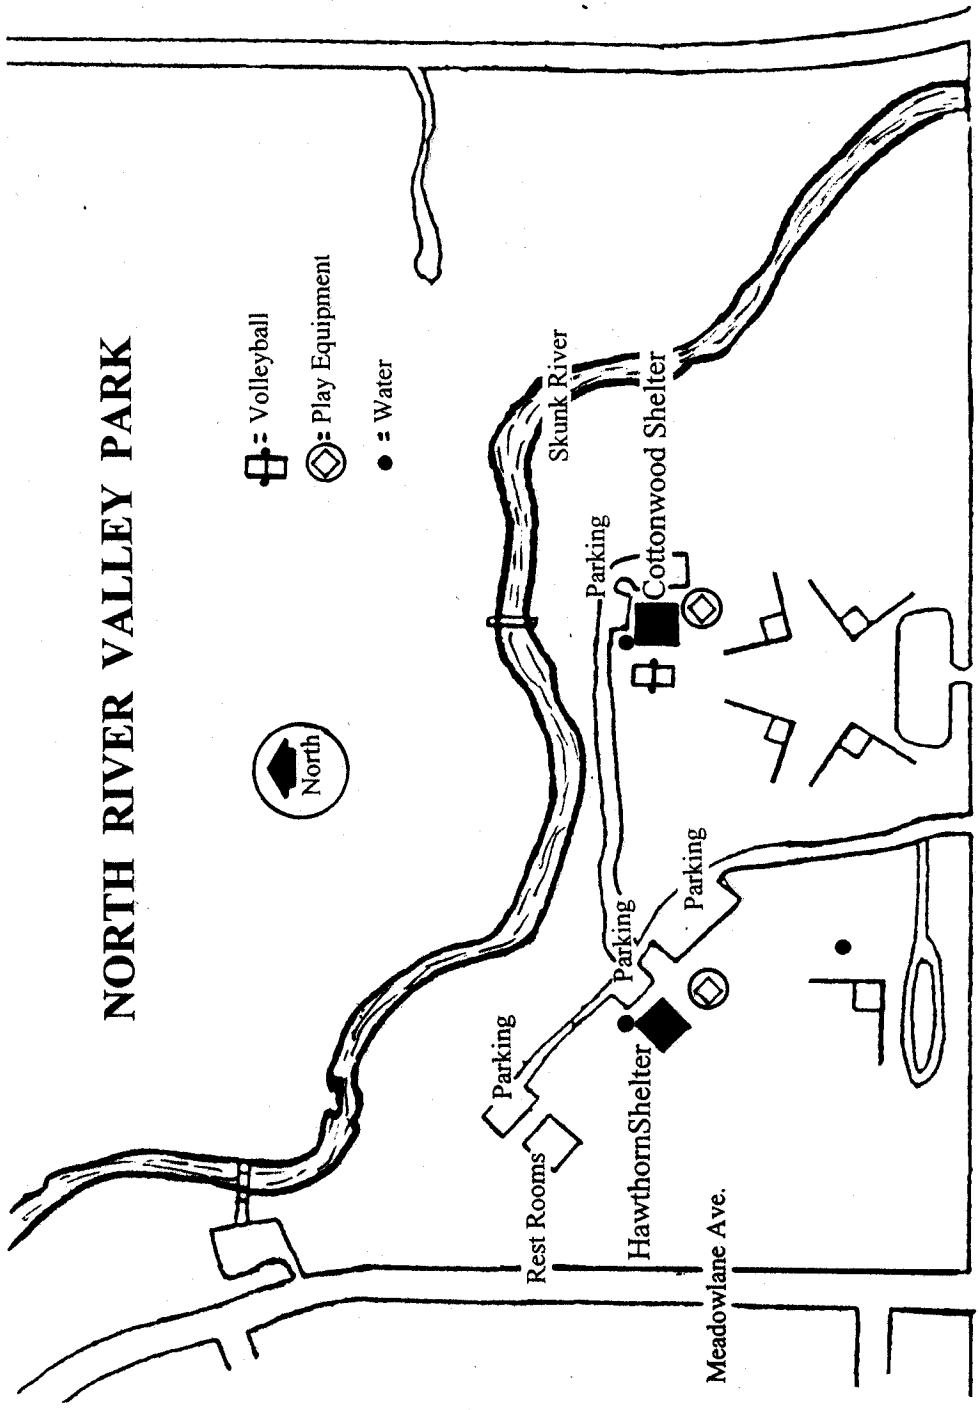 NORTH RIVER VALLEY PARK
= Volleyball
= Play Equipment
= Water
North
Skunk River
Parking
Cottonwood Shelter
Parking
Parking
Parking
Rest Rooms
HawthornShelter
Meadowlane Ave.